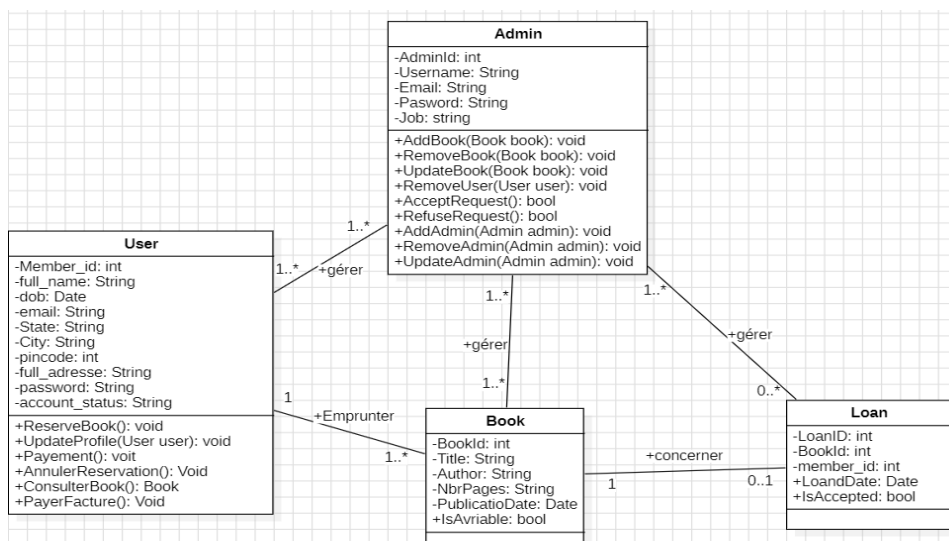 Admin
-AdminId: int
-Username: String
-Email: String
-Pasword: String
-Job: string
+AddBook(Book book): void
+RemoveBook(Book book): void
+UpdateBook(Book book): void
+RemoveUser(User user): void
+AcceptRequest(): bool
+RefuseRequest(): bool
+AddAdmin(Admin admin): void
+RemoveAdmin(Admin admin): void
+UpdateAdmin(Admin admin): void
1..*
1..*
+gérer
User
-Member_id: int
-full_name: String
-dob: Date
-email: String
-State: String
-City: String
-pincode: int
-full_adresse: String
-password: String
-account_status: String
+ReserveBook(): void
+UpdateProfile(User user): void
+Payement(): voit
+AnnulerReservation(): Void
+ConsulterBook(): Book
+PayerFacture(): Void
1..*
+gérer
1..*
1..*
+gérer
0..*
1
+Emprunter
1..*
Book
-BookId: int
-Title: String
-Author: String
-NbrPages: String
-PublicatioDate: Date
+IsAvriable: bool
+concerner
1
0..1
Loan
-LoanID: int
-BookId: int
-member_id: int
+LoandDate: Date
+IsAccepted: bool